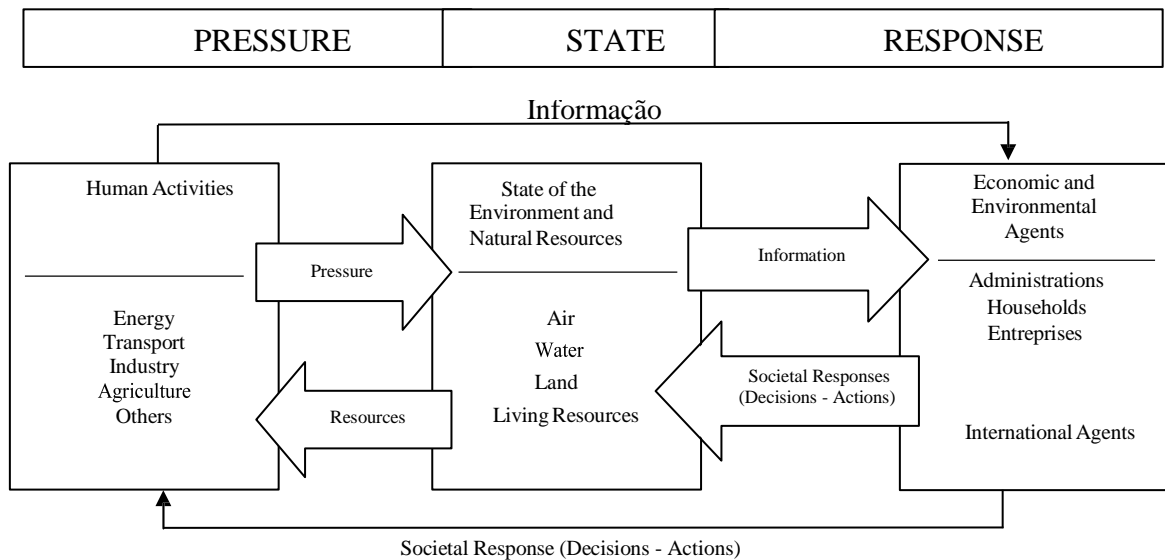 PRESSURE
STATE
RESPONSE
Informação
Human Activities
Energy
Transport
Industry
Agriculture
Others
Pressure
Resources
State of the
Environment and
Natural Resources
Air
Water
Land
Living Resources
Information
Societal Responses
(Decisions - Actions)
Economic and
Environmental
Agents
Administrations
Households
Entreprises
International Agents
Societal Response (Decisions - Actions)